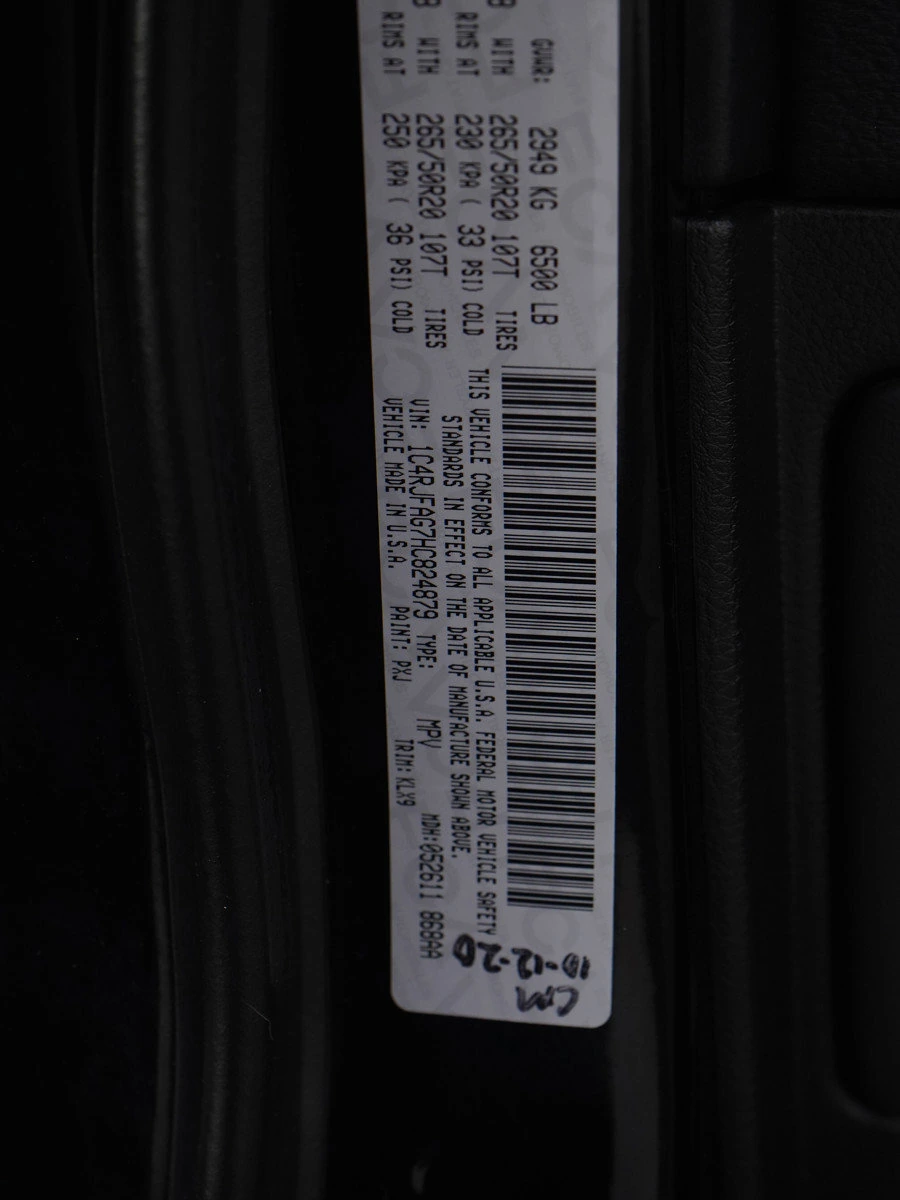 GVWR: 2949 KG 6500 LB
WITH 265/50R20 107T TIRES
RIMS AT 230 KPA ( 33 PSI) COLD
WITH 265/50R20 107T TIRES
RIMS AT 250 KPA ( 36 PSI) COLD
THIS VEHICLE CONFORMS TO ALL APPLICABLE U.S.A. FEDERAL MOTOR VEHICLE SAFETY
STANDARDS IN EFFECT ON THE DATE OF MANUFACTURE SHOWN ABOVE.
VIN: 1C4RJFAG7HC824879 TYPE: MPV MDH:052611 868AA
VEHICLE MADE IN U.S.A. PAINT: PXJ TRIM:KLX9
CM
10-12-20